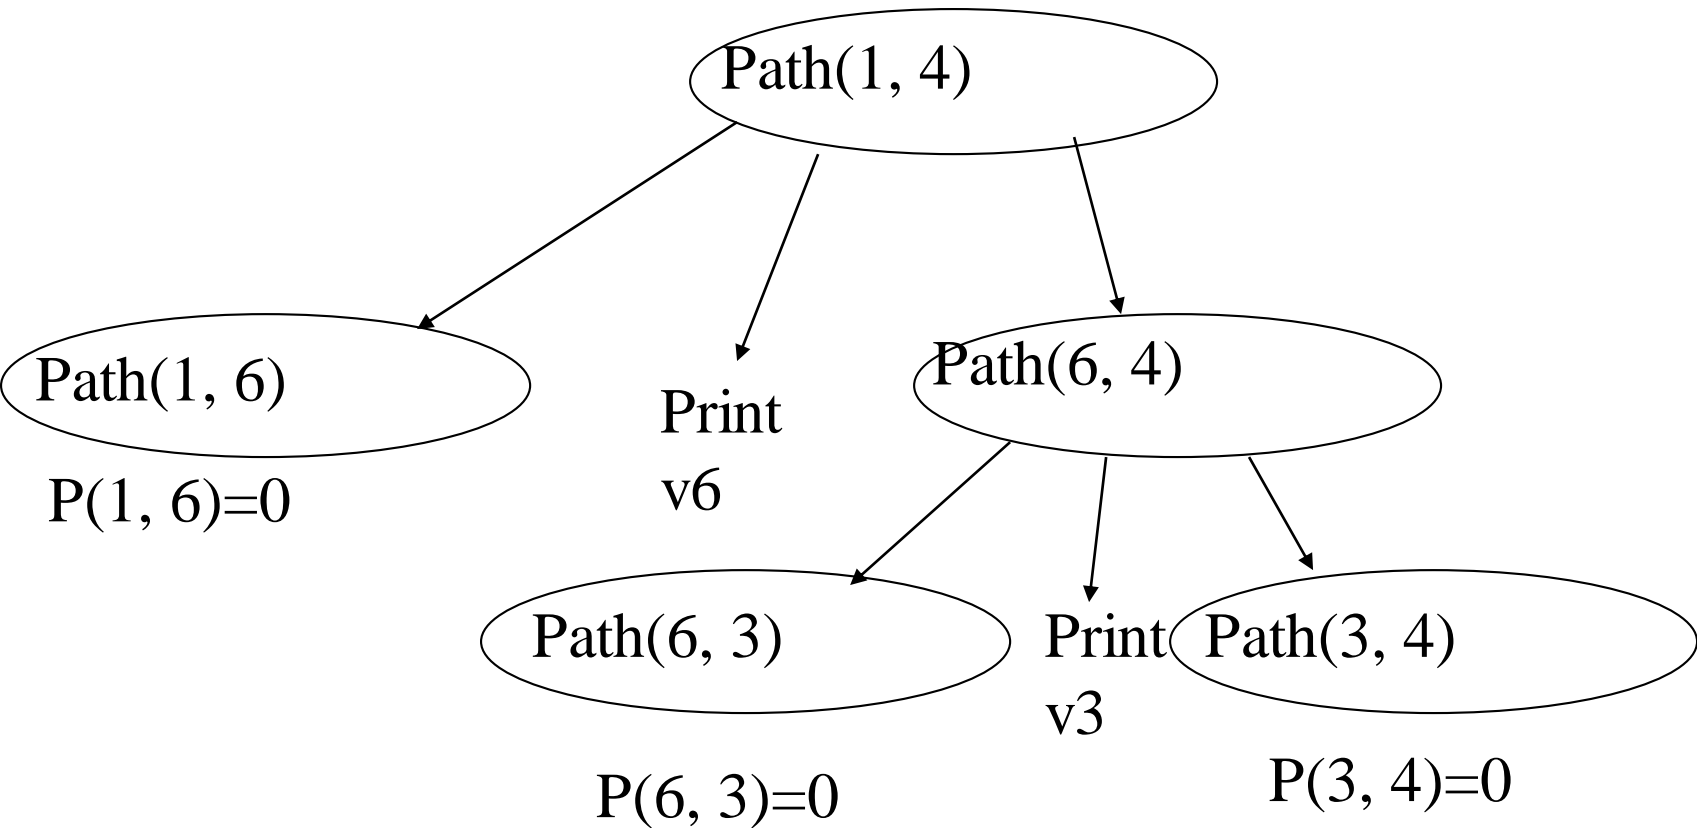 Path(1, 4)
Path(1, 6)
Print
v6
Path(6, 4)
P(1, 6)=0
Path(6, 3)
Print
v3
Path(3, 4)
P(6, 3)=0
P(3, 4)=0